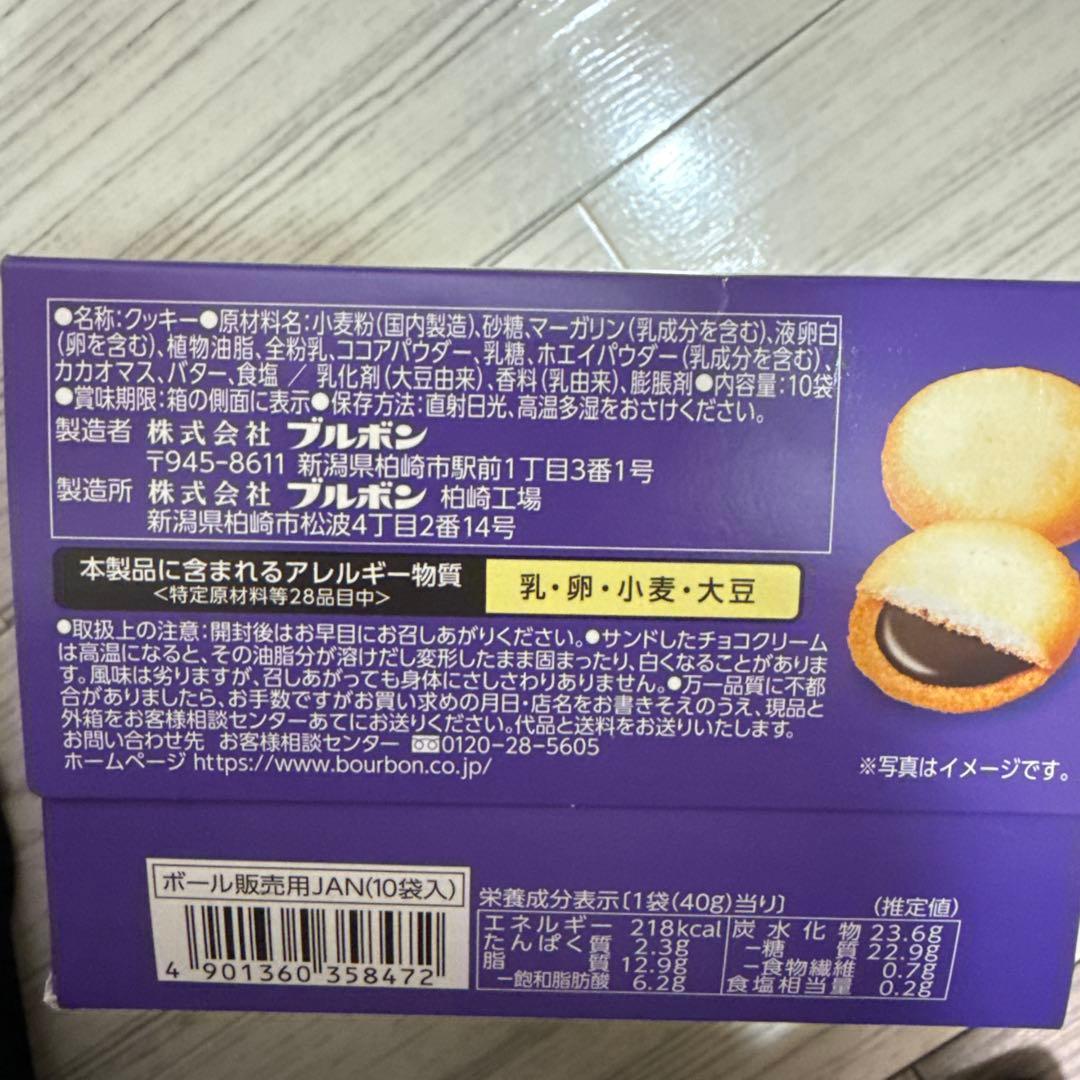 ●名称:クッキー●原材料名:小麦粉(国内製造)、砂糖、マーガリン(乳成分を含む)、液卵白
(卵を含む)、植物油脂、全粉乳、ココアパウダー、乳糖、ホエイパウダー(乳成分を含む)、
カカオマス、バター、食塩 / 乳化剤(大豆由来)、香料(乳由来)、膨脹剤●内容量:10袋
●賞味期限:箱の側面に表示●保存方法:直射日光、高温多湿をおさけください。
製造者 株式会社 ブルボン
〒945-8611 新潟県柏崎市駅前1丁目3番1号
製造所 株式会社 ブルボン 柏崎工場
新潟県柏崎市松波4丁目2番14号
本製品に含まれるアレルギー物質
<特定原材料等28品目中>
乳・卵・小麦・大豆
●取扱上の注意:開封後はお早目にお召しあがりください。●サンドしたチョコクリーム
は高温になると、その油脂分が溶けだし変形したまま固まったり、白くなることがありま
す。風味は劣りますが、召しあがっても身体にさしさわりありません。●万一品質に不都
合がありましたら、お手数ですがお買い求めの月日・店名をお書きそえのうえ、現品と
外箱をお客様相談センターあてにお送りください。代品と送料をお送りいたします。
お問い合わせ先 お客様相談センター 0120-28-5605
ホームページ https://www.bourbon.co.jp/
※写真はイメージです。
ボール販売用JAN(10袋入)
4 901360 358472
栄養成分表示〔1袋(40g)当り〕 (推定値)
エネルギー 218kcal 炭水化物 23.6g
たんぱく質 2.3g -糖質 22.9g
脂質 12.9g -食物繊維 0.7g
-飽和脂肪酸 6.2g 食塩相当量 0.2g